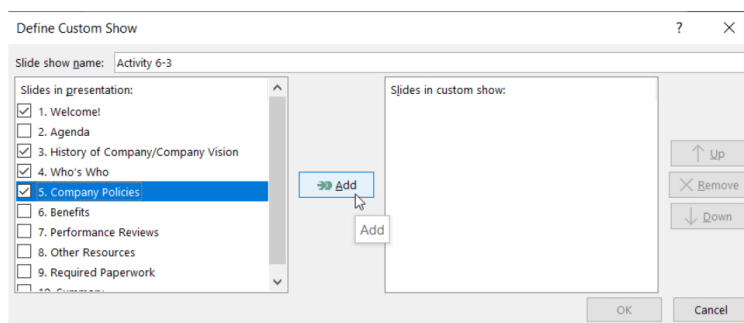 Define Custom Show
Slide show name: Activity 6-3
Slides in presentation:
1. Welcome!
2. Agenda
3. History of Company/Company Vision
4. Who's Who
5. Company Policies
6. Benefits
7. Performance Reviews
8. Other Resources
9. Required Paperwork
10. Summary
Add
Add
Slides in custom show:
Up
Remove
Down
OK
Cancel